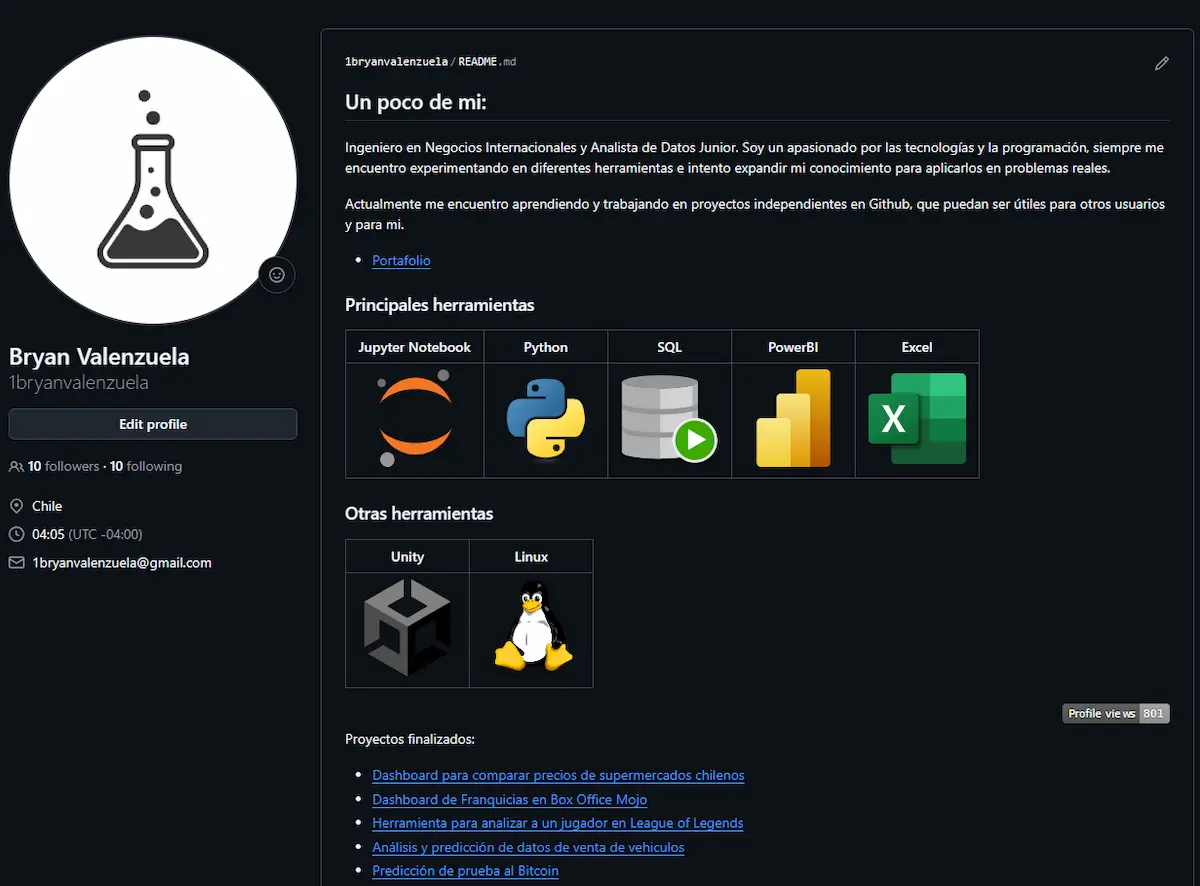 Bryan Valenzuela
1bryanvalenzuela
Edit profile
10 followers · 10 following
Chile
04:05 (UTC -04:00)
1bryanvalenzuela@gmail.com
1bryanvalenzuela/README.md
Un poco de mi:
Ingeniero en Negocios Internacionales y Analista de Datos Junior. Soy un apasionado por las tecnologías y la programación, siempre me
encuentro experimentando en diferentes herramientas e intento expandir mi conocimiento para aplicarlos en problemas reales.
Actualmente me encuentro aprendiendo y trabajando en proyectos independientes en Github, que puedan ser útiles para otros usuarios
y para mi.
Portafolio
Principales herramientas
Jupyter Notebook Python SQL PowerBI Excel
X
Otras herramientas
Unity Linux
Profile views 801
Proyectos finalizados:
Dashboard para comparar precios de supermercados chilenos
Dashboard de Franquicias en Box Office Mojo
Herramienta para analizar a un jugador en League of Legends
Análisis y predicción de datos de venta de vehiculos
Predicción de prueba al Bitcoin